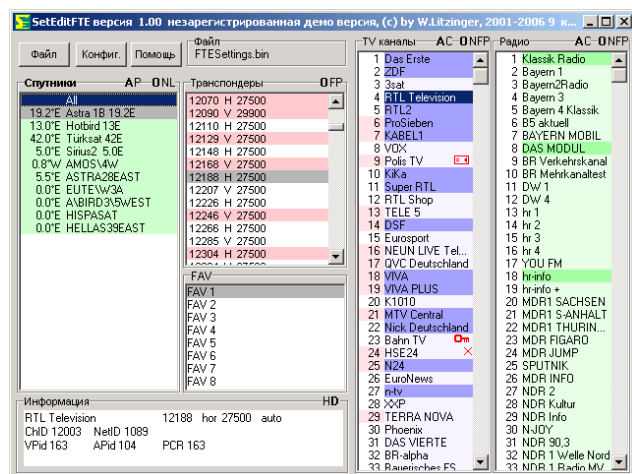 SetEditFTE версия 1.00 незарегистрированная демо версия, (c) by W.Litzinger, 2001-2006 9 к...
Файл
Конфиг.
Помощь
Файл
FTESettings.bin
Спутники AP ONL
All
19.2°E Astra 1B 19.2E
13.0°E Hotbird 13E
42.0°E Türksat 42E
5.0°E Sirius2 5.0E
0.8°W AMOS\4W
5.5°E ASTRA28EAST
0.0°E EUTE\W3A
0.0°E A\BIRD3\5WEST
0.0°E HISPASAT
0.0°E HELLAS39EAST
Транспондеры OFP
12070 H 27500
12090 V 29900
12110 H 27500
12129 V 27500
12148 H 27500
12168 V 27500
12188 H 27500
12207 V 27500
12226 H 27500
12246 V 27500
12266 H 27500
12285 V 27500
12304 H 27500
FAV
FAV 1
FAV 2
FAV 3
FAV 4
FAV 5
FAV 6
FAV 7
FAV 8
Информация HD
RTL Television 12188 hor 27500 auto
ChID 12003 NetID 1089
VPid 163 APid 104 PCR 163
TV каналы AC-ONFP
1 Das Erste
2 ZDF
3 3sat
4 RTL Television
5 RTL2
6 ProSieben
7 KABEL1
8 VOX
9 Polis TV
10 KiKa
11 Super RTL
12 RTL Shop
13 TELE 5
14 DSF
15 Eurosport
16 NEUN LIVE Tel...
17 QVC Deutschland
18 VIVA
19 VIVA PLUS
20 K1010
21 MTV Central
22 Nick Deutschland
23 Bahn TV
24 HSE24
25 N24
26 EuroNews
27 n-tv
28 XXP
29 TERRA NOVA
30 Phoenix
31 DAS VIERTE
32 BR-alpha
33 Bayerisches FS
Радио AC ONFP
1 Klassik Radio
2 Bayern 1
3 Bayern2Radio
4 Bayern 3
5 Bayern 4 Klassik
6 B5 aktuell
7 BAYERN MOBIL
8 DAS MODUL
9 BR Verkehrskanal
10 BR Mehrkanaltest
11 DW 1
12 DW 4
13 hr 1
14 hr 2
15 hr 3
16 hr 4
17 YOU FM
18 hr-info
19 hr-info +
20 MDR1 SACHSEN
21 MDR1 S-ANHALT
22 MDR1 THURIN...
23 MDR FIGARO
24 MDR JUMP
25 SPUTNIK
26 MDR INFO
27 NDR 2
28 NDR Kultur
29 NDR Info
30 N-JOY
31 NDR 90,3
32 NDR 1 Welle Nord
33 NDR 1 Radio MV